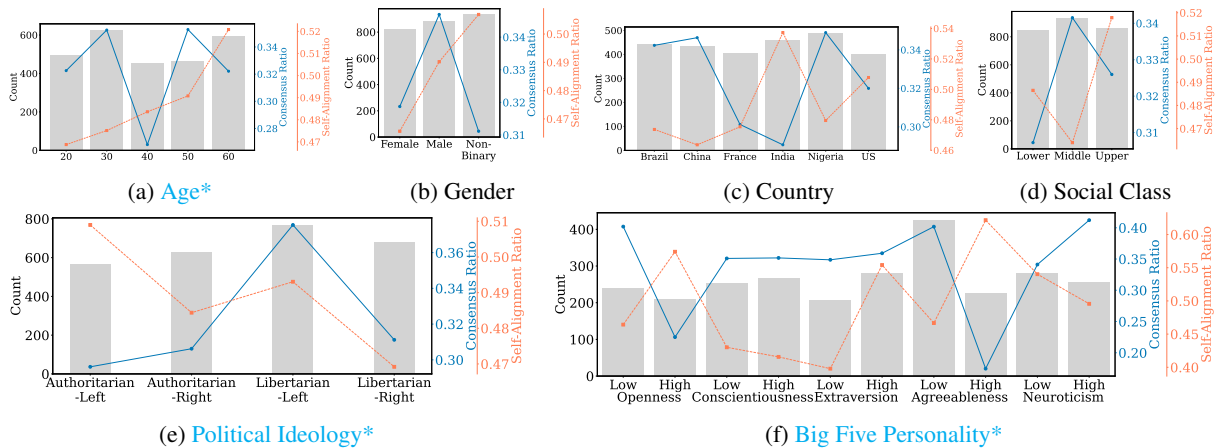 600
400
200
0
Count
20 30 40 50 60
0.34
0.32
0.30
0.28
Consensus Ratio
0.52
0.51
0.50
0.49
0.48
0.47
Self-Alignment Ratio
(a) Age*
800
600
400
200
0
Count
Female Male Non-
Binary
0.34
0.33
0.32
0.31
Consensus Ratio
0.50
0.49
0.48
0.47
Self-Alignment Ratio
(b) Gender
500
400
300
200
100
0
Count
Brazil China France India Nigeria US
0.34
0.32
0.30
Consensus Ratio
0.54
0.52
0.50
0.48
0.46
Self-Alignment Ratio
(c) Country
800
600
400
200
0
Count
Lower Middle Upper
0.34
0.33
0.32
0.31
Consensus Ratio
0.52
0.51
0.50
0.49
0.48
0.47
Self-Alignment Ratio
(d) Social Class
800
600
400
200
0
Count
Authoritarian Authoritarian Libertarian Libertarian
-Left -Right -Left -Right
0.36
0.34
0.32
0.30
Consensus Ratio
0.51
0.50
0.49
0.48
0.47
Self-Alignment Ratio
(e) Political Ideology*
400
300
200
100
0
Count
Low High Low High Low High Low High Low High
Openness Conscientiousness Extraversion Agreeableness Neuroticism
0.40
0.35
0.30
0.25
0.20
Consensus Ratio
0.60
0.55
0.50
0.45
0.40
Self-Alignment Ratio
(f) Big Five Personality*